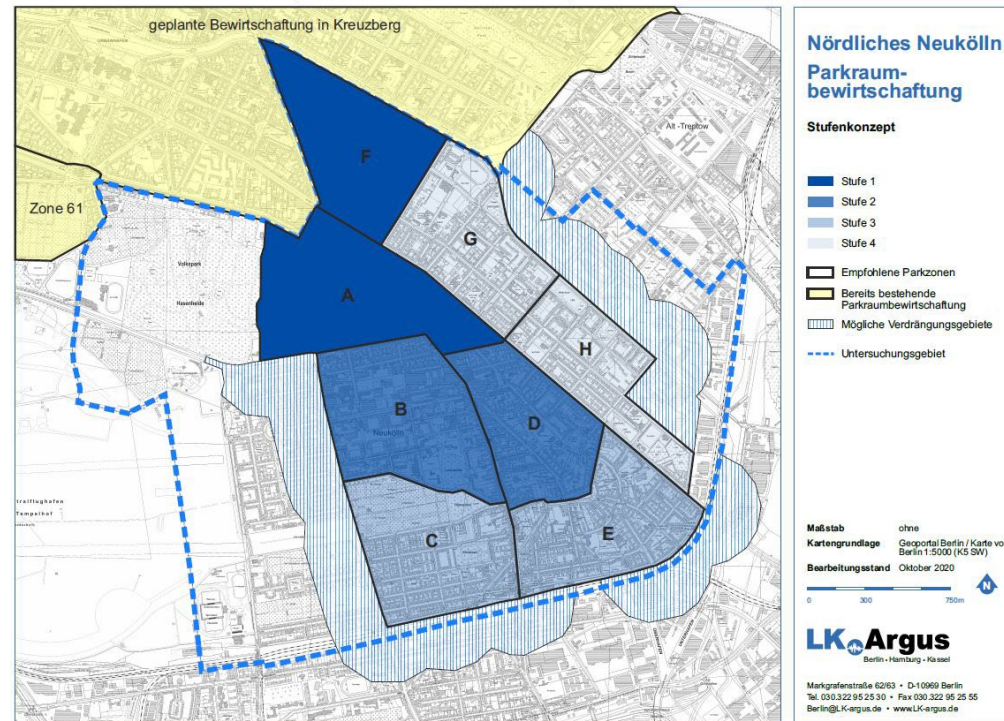 geplante Bewirtschaftung in Kreuzberg
Alt -Treptow
Zone 61
F
Volkspark
Hasenheide
G
A
H
B
Neukölln
D
C
E
Tempelhof
Nördliches Neukölln
Parkraum-
bewirtschaftung
Stufenkonzept
Stufe 1
Stufe 2
Stufe 3
Stufe 4
Empfohlene Parkzonen
Bereits bestehende
Parkraumbewirtschaftung
Mögliche Verdrängungsgebiete
Untersuchungsgebiet
Maßstab ohne
Kartengrundlage Geoportal Berlin / Karte vo
Berlin 1:5000 (K5 SW)
Bearbeitungsstand Oktober 2020
0 300 750m
N
LK Argus
Berlin • Hamburg • Kassel
Markgrafenstraße 62/63 • D-10969 Berlin
Tel. 030.322 95 25 30 • Fax 030.322 95 25 55
Berlin@LK-argus.de • www.LK-argus.de